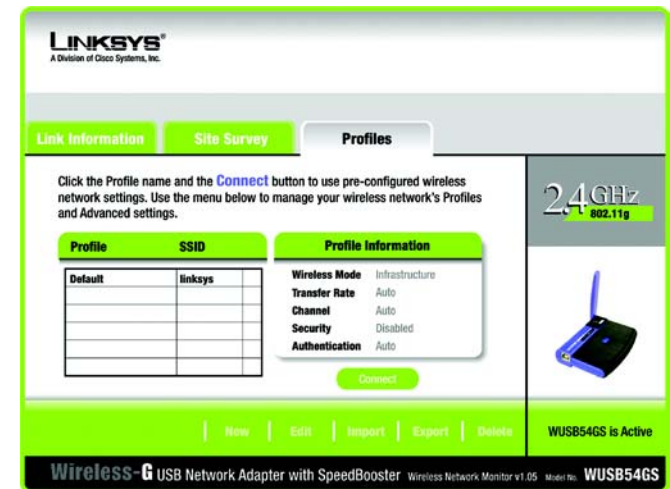 LINKSYS®
A Division of Cisco Systems, Inc.
Link Information
Site Survey
Profiles
Click the Profile name and the Connect button to use pre-configured wireless
network settings. Use the menu below to manage your wireless network's Profiles
and Advanced settings.
Profile SSID
Default linksys
Profile Information
Wireless Mode Infrastructure
Transfer Rate Auto
Channel Auto
Security Disabled
Authentication Auto
Connect
2.4GHz
802.11g
New | Edit | Import | Export | Delete
WUSB54GS is Active
Wireless-G USB Network Adapter with SpeedBooster Wireless Network Monitor v1.05 Model No. WUSB54GS